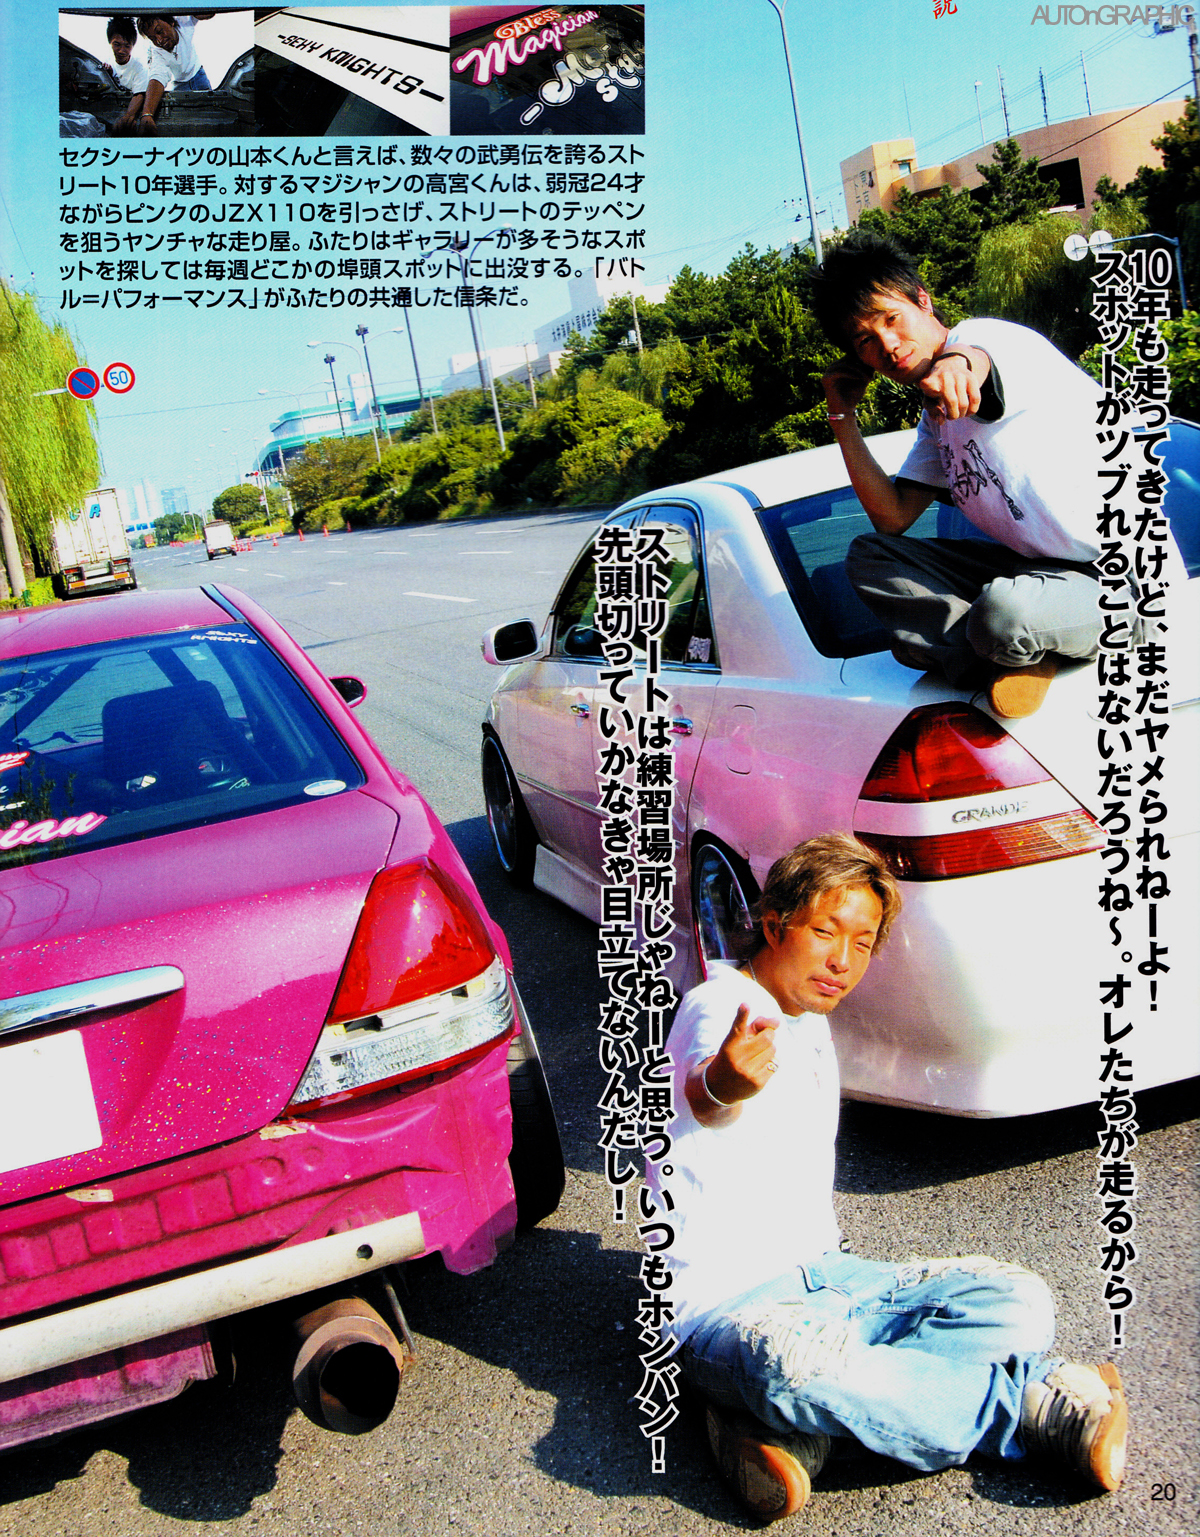 説
AUTOnGRAPHIC
-SEXY KNIGHTS-
Bless
Magician
セクシーナイツの山本くんと言えば、数々の武勇伝を誇るスト
リート10年選手。対するマジシャンの高宮くんは、弱冠24才
ながらピンクのJZX110を引っさげ、ストリートのテッペン
を狙うヤンチャな走り屋。ふたりはギャラリーが多そうなスポ
ットを探しては毎週どこかの埠頭スポットに出没する。「バト
ル＝パフォーマンス」がふたりの共通した信条だ。
10年も走ってきたけど、まだヤメられねーよ！
スポットがツブれることはないだろうね〜。オレたちが走るから！
ストリートは練習場所じゃねーと思う。いつもホンバン！
先頭切っていかなきゃ目立てないんだし！
50
SEXY
KNIGHTS
cian
GRANDE
20